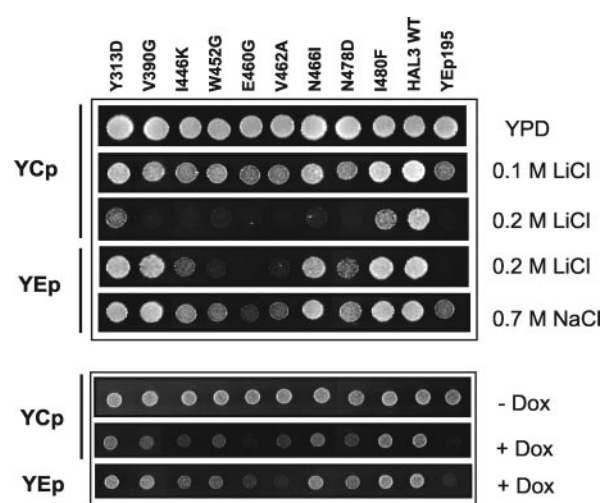 Y313D
V390G
I446K
W452G
E460G
V462A
N466I
N478D
I480F
HAL3 WT
YEp195
YCp
YPD
0.1 M LiCl
0.2 M LiCl
YEp
0.2 M LiCl
0.7 M NaCl
YCp
- Dox
+ Dox
YEp
+ Dox